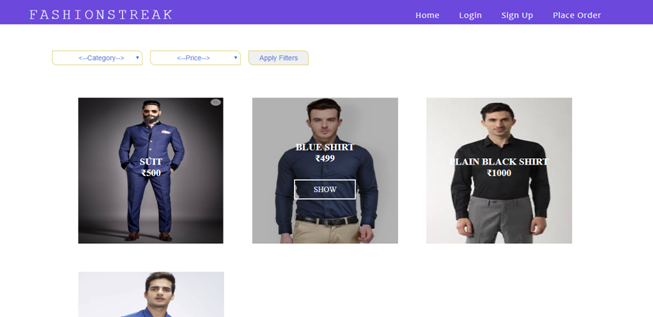 FASHIONSTREAK
Home Login Sign Up Place Order
<--Category--> <--Price--> Apply Filters
SUIT
₹500
BLUE SHIRT
₹499
SHOW
PLAIN BLACK SHIRT
₹1000